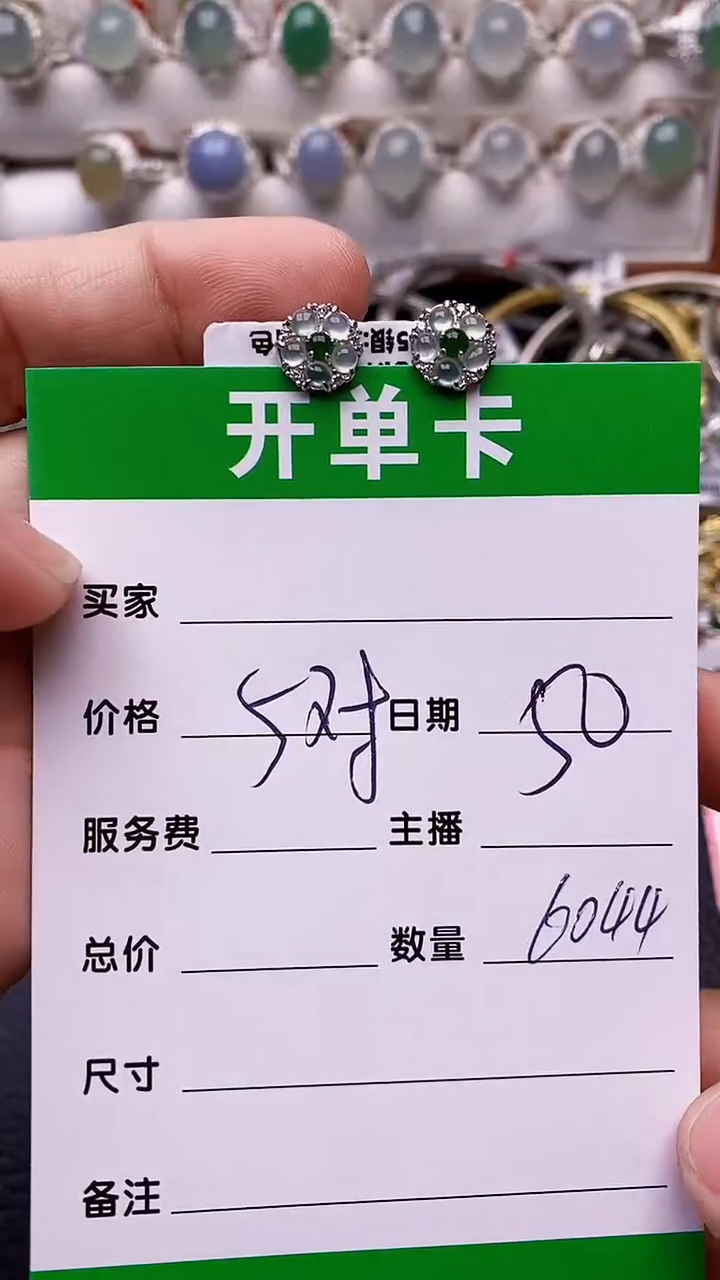 开单卡
买家
价格 5对 日期 50
服务费 主播
总价 数量 6044
尺寸
备注